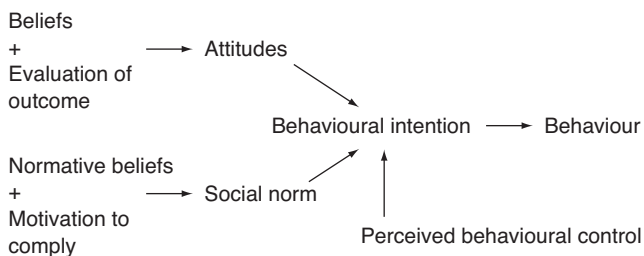 Beliefs
+
Evaluation of
outcome
Attitudes
Behavioural intention
Behaviour
Normative beliefs
+
Motivation to
comply
Social norm
Perceived behavioural control